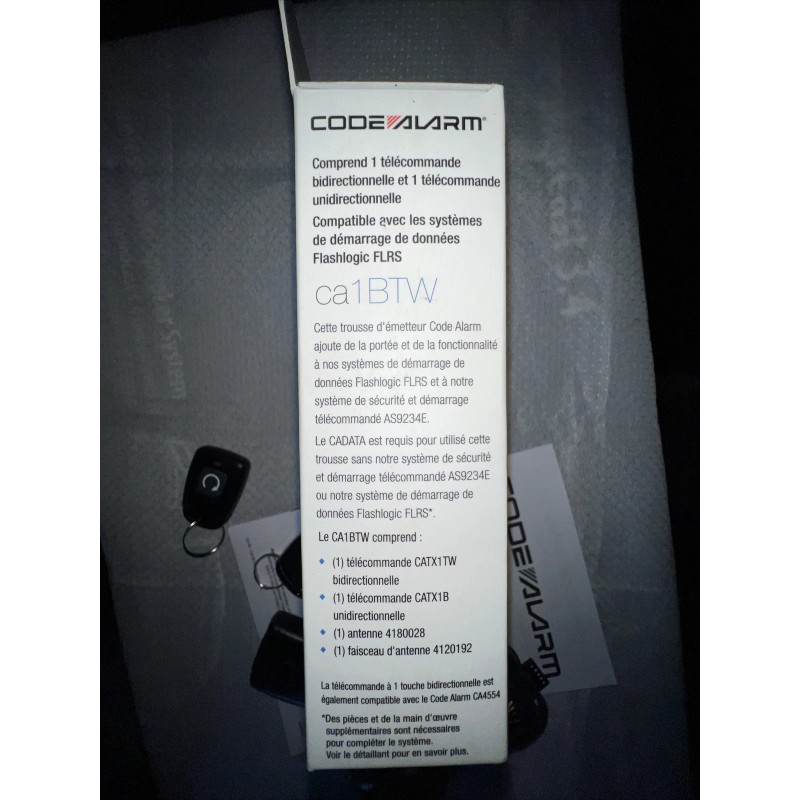 CODE ALARM®
Comprend 1 télécommande
bidirectionnelle et 1 télécommande
unidirectionnelle
Compatible avec les systèmes
de démarrage de données
Flashlogic FLRS
ca1BTW
Cette trousse d'émetteur Code Alarm
ajoute de la portée et de la fonctionnalité
à nos systèmes de démarrage de
données Flashlogic FLRS et à notre
système de sécurité et démarrage
télécommandé AS9234E.
Le CADATA est requis pour utilisé cette
trousse sans notre système de sécurité
et démarrage télécommandé AS9234E
ou notre système de démarrage de
données Flashlogic FLRS*.
Le CA1BTW comprend :
(1) télécommande CATX1TW
bidirectionnelle
(1) télécommande CATX1B
unidirectionnelle
(1) antenne 4180028
(1) faisceau d'antenne 4120192
La télécommande à 1 touche bidirectionnelle est
également compatible avec le Code Alarm CA4554
*Des pièces et de la main d'œuvre
supplémentaires sont nécessaires
pour compléter le système.
Voir le détaillant pour en savoir plus.
CODE ALARM